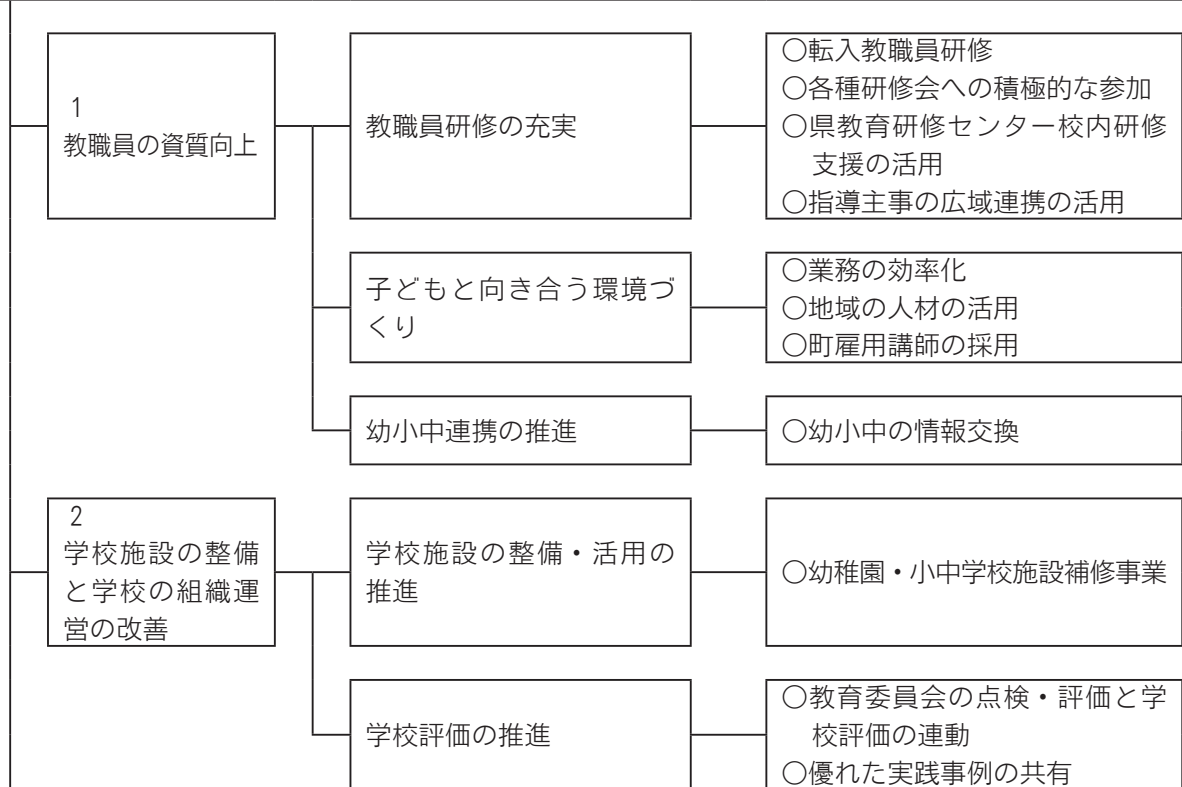 1
教職員の資質向上
教職員研修の充実
○転入教職員研修
○各種研修会への積極的な参加
○県教育研修センター校内研修
支援の活用
○指導主事の広域連携の活用
子どもと向き合う環境づ
くり
○業務の効率化
○地域の人材の活用
○町雇用講師の採用
幼小中連携の推進
○幼小中の情報交換
2
学校施設の整備
と学校の組織運
営の改善
学校施設の整備・活用の
推進
○幼稚園・小中学校施設補修事業
学校評価の推進
○教育委員会の点検・評価と学
校評価の連動
○優れた実践事例の共有